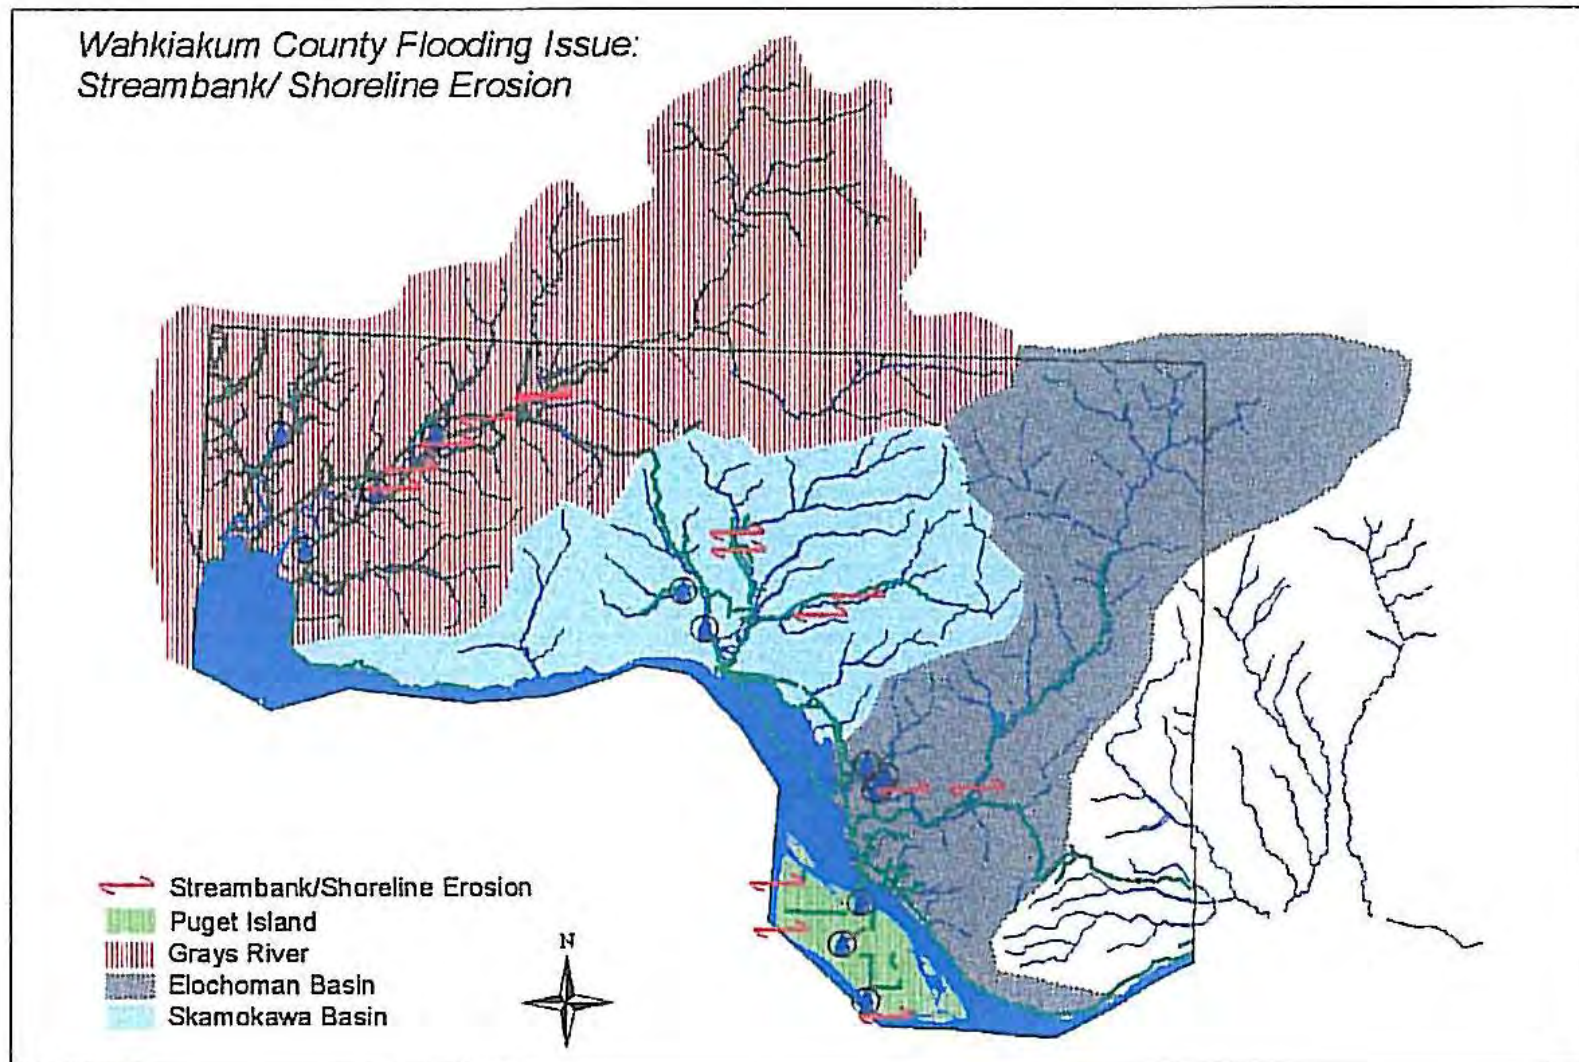 Wahkiakum County Flooding Issue:
Streambank/ Shoreline Erosion
Streambank/Shoreline Erosion
Puget Island
Grays River
Elochoman Basin
Skamokawa Basin
N